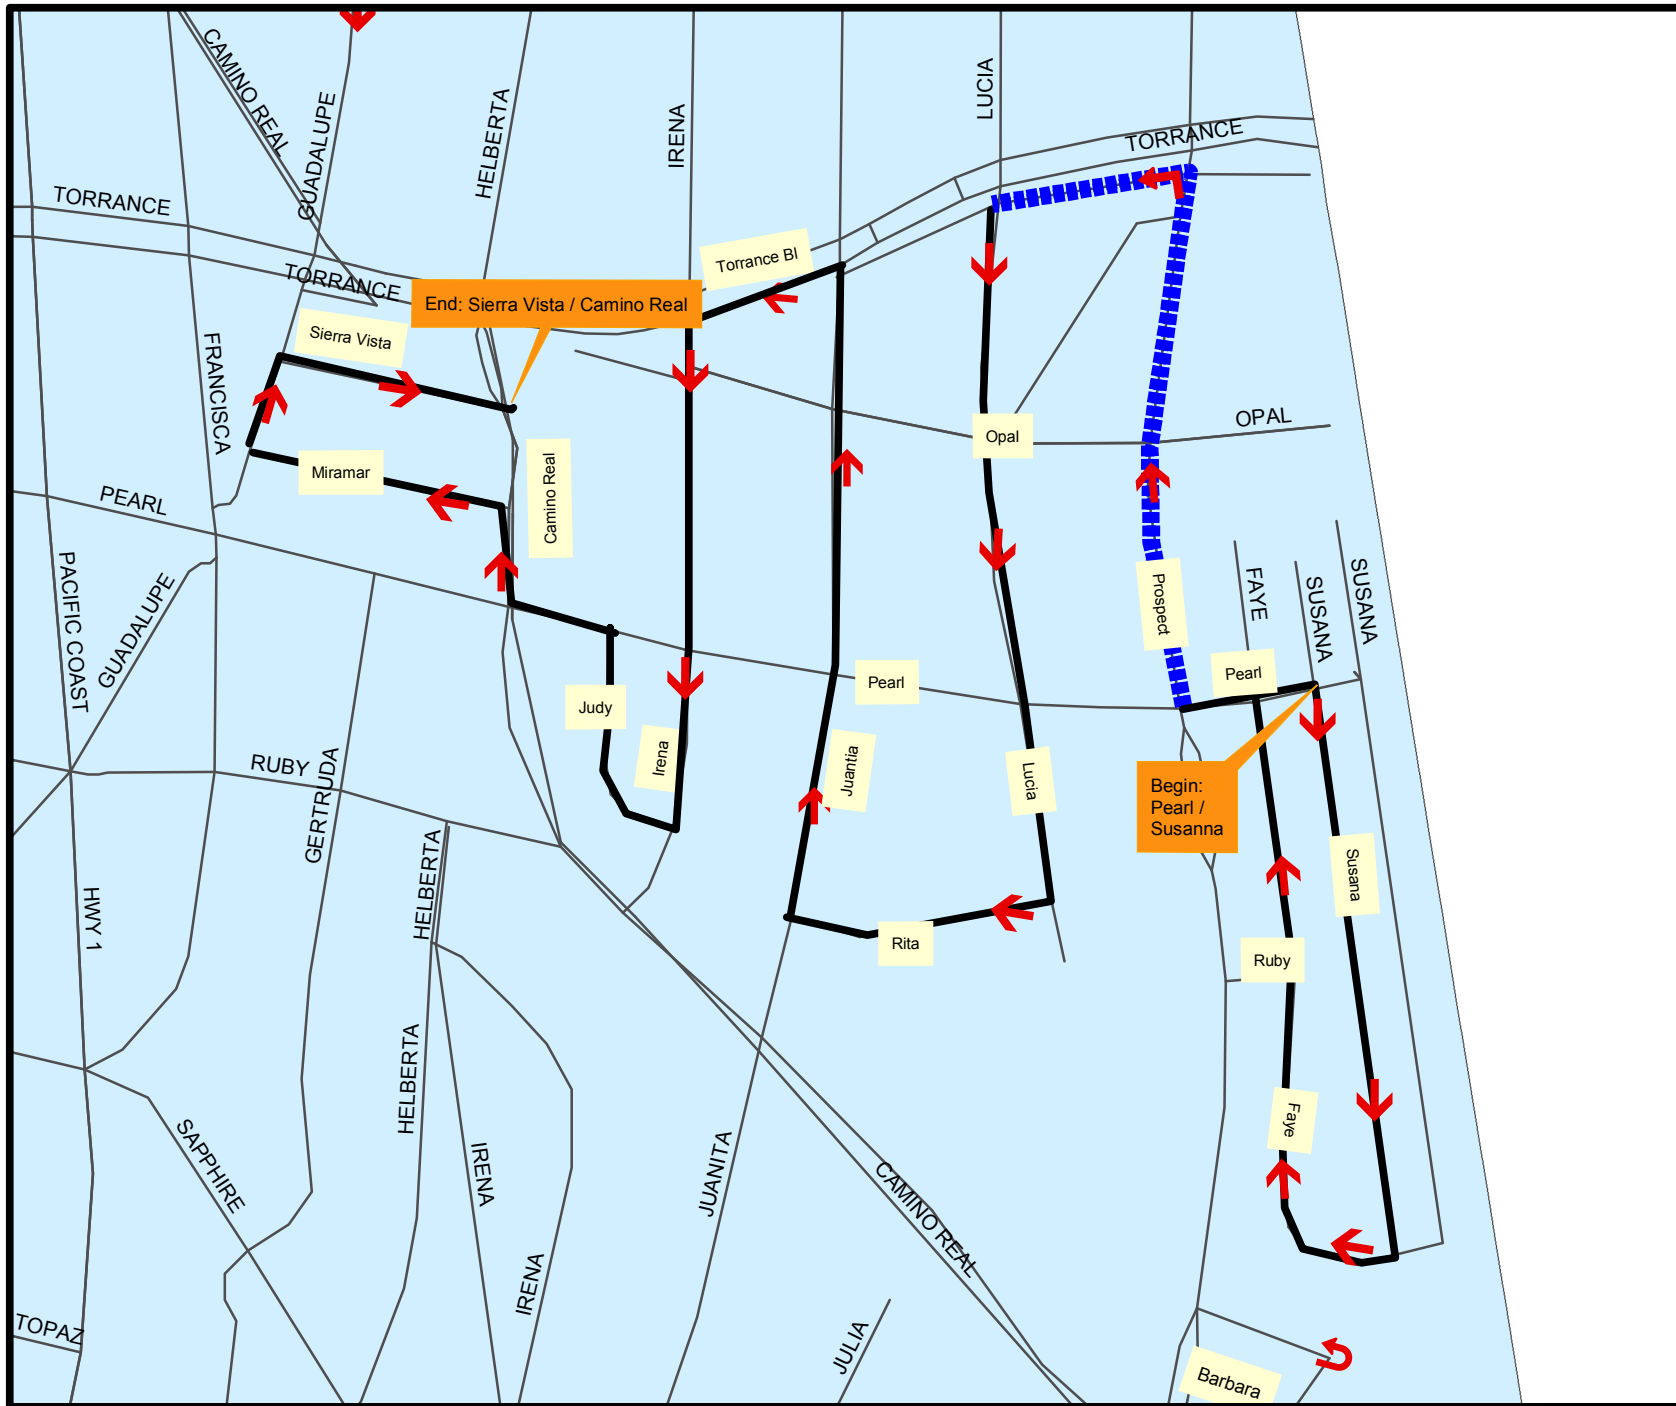 CAMINO REAL
GUADALUPE
HELBERTA
IRENA
LUCIA
TORRANCE
TORRANCE
TORRANCE
Torrance Bl
End: Sierra Vista / Camino Real
Sierra Vista
FRANCISCA
Opal
OPAL
Miramar
Camino Real
PEARL
PACIFIC COAST
GUADALUPE
Prospect
FAYE
SUSANA
SUSANA
Pearl
Pearl
Judy
Irena
Juantia
Lucia
Begin:
Pearl /
Susanna
RUBY
GERTRUDA
HELBERTA
Susana
HWY 1
Rita
Ruby
HELBERTA
Faye
SAPPHIRE
IRENA
JUANITA
CAMINO REAL
IRENA
TOPAZ
JULIA
Barbara